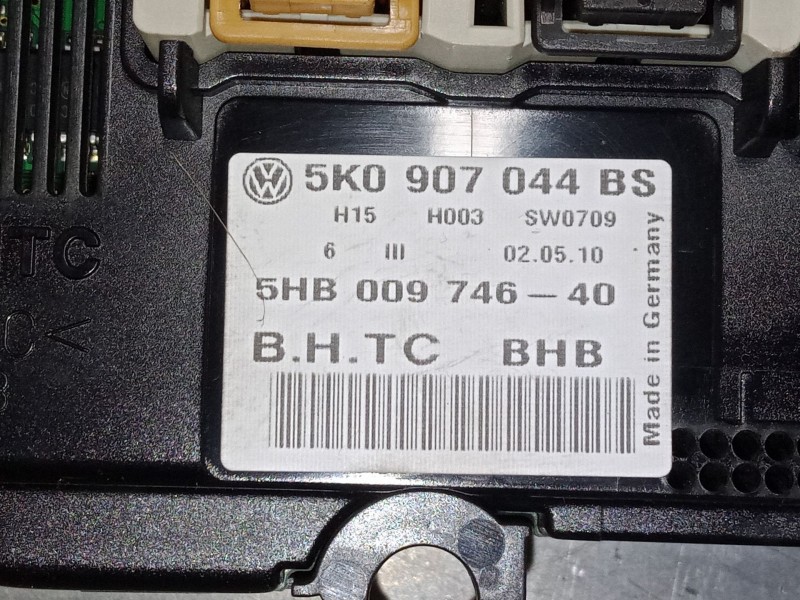 5K0 907 044 BS
H15 H003 SW0709
6 III 02.05.10
5HB 009 746-40
B.H.TC BHB
Made in Germany
TC
C<